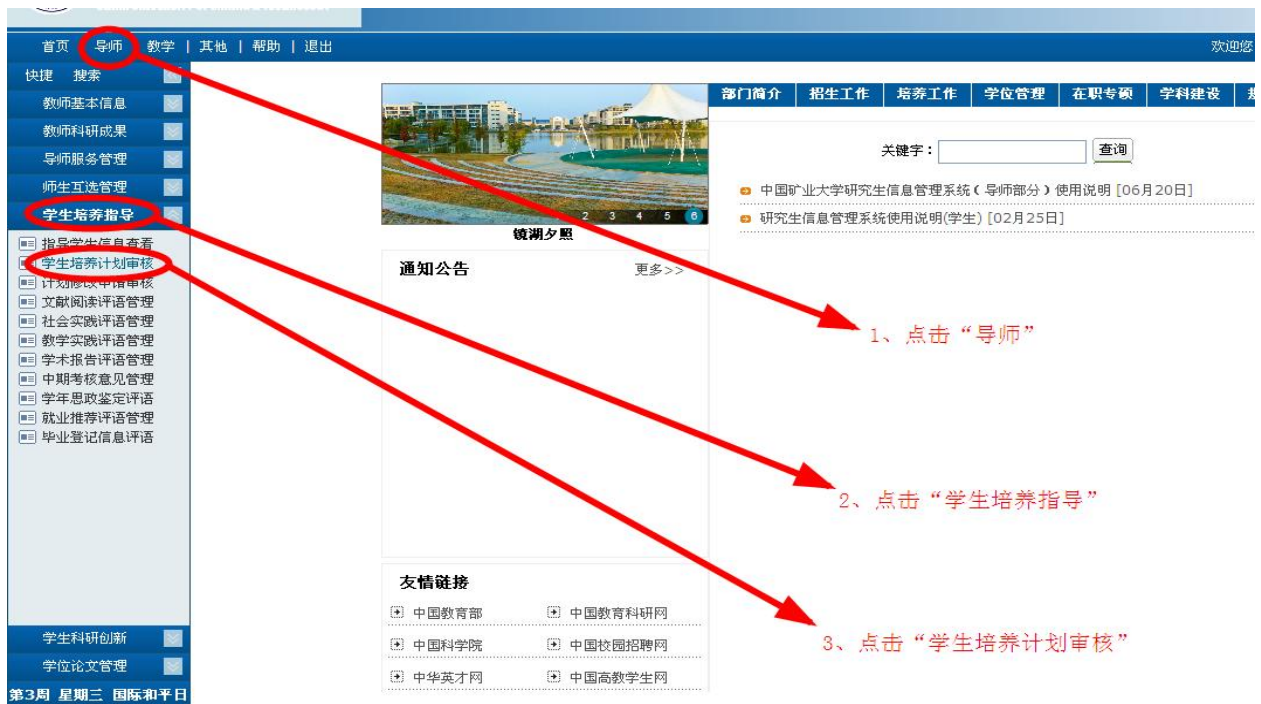 首页 导师 教学 | 其他 | 帮助 | 退出
欢迎您
快捷 搜索
教师基本信息
教师科研成果
导师服务管理
师生互选管理
学生培养指导
指导学生信息查看
学生培养计划审核
计划修改申请审核
文献阅读评语管理
社会实践评语管理
教学实践评语管理
学术报告评语管理
中期考核意见管理
学年思政鉴定评语
就业推荐评语管理
毕业登记信息评语
学生科研创新
学位论文管理
第3周 星期三 国际和平日
2 3 4 5 6
镜湖夕照
通知公告 更多>>
友情链接
中国教育部 中国教育科研网
中国科学院 中国校园招聘网
中华英才网 中国高教学生网
部门简介 招生工作 培养工作 学位管理 在职专硕 学科建设
关键字： 查询
中国矿业大学研究生信息管理系统(导师部分)使用说明 [06月20日]
研究生信息管理系统使用说明(学生) [02月25日]
1、点击“导师”
2、点击“学生培养指导”
3、点击“学生培养计划审核”